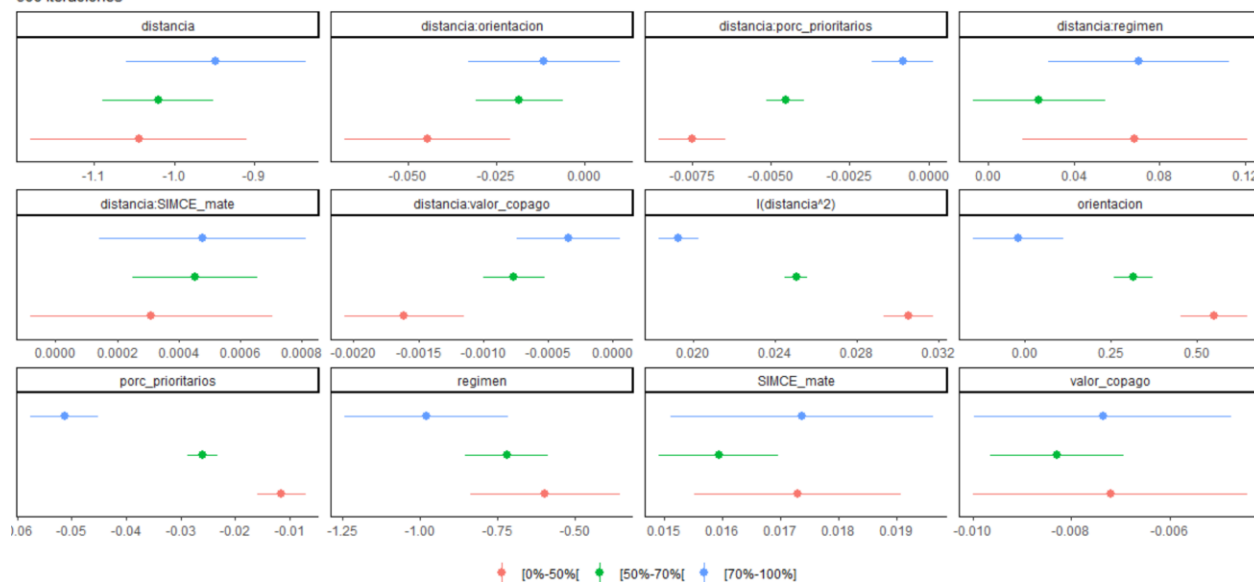 distancia distancia:orientacion distancia:porc_prioritarios distancia:regimen
-1.1 -1.0 -0.9 -0.050 -0.025 0.000 -0.0075 -0.0050 -0.0025 0.0000 0.00 0.04 0.08 0.12
distancia:SIMCE_mate distancia:valor_copago I(distancia^2) orientacion
0.0000 0.0002 0.0004 0.0006 0.0008 -0.0020 -0.0015 -0.0010 -0.0005 0.0000 0.020 0.024 0.028 0.032 0.00 0.25 0.50
porc_prioritarios regimen SIMCE_mate valor_copago
-0.05 -0.04 -0.03 -0.02 -0.01 -1.25 -1.00 -0.75 -0.50 0.015 0.016 0.017 0.018 0.019 -0.010 -0.008 -0.006
[0%-50%[ [50%-70%[ [70%-100%]